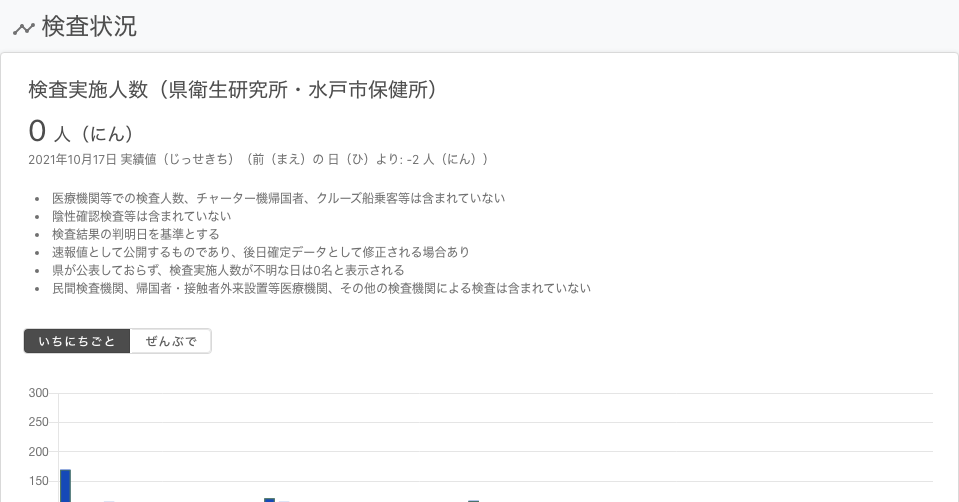 検査状況
検査実施人数（県衛生研究所・水戸市保健所）
0 人（にん）
2021年10月17日 実績値（じっせきち）（前（まえ）の 日（ひ）より: -2 人（にん））
• 医療機関等での検査人数、チャーター機帰国者、クルーズ船乗客等は含まれていない
• 陰性確認検査等は含まれていない
• 検査結果の判明日を基準とする
• 速報値として公開するものであり、後日確定データとして修正される場合あり
• 県が公表しておらず、検査実施人数が不明な日は0名と表示される
• 民間検査機関、帰国者・接触者外来設置等医療機関、その他の検査機関による検査は含まれていない
いちにちごと ぜんぶで
300
250
200
150